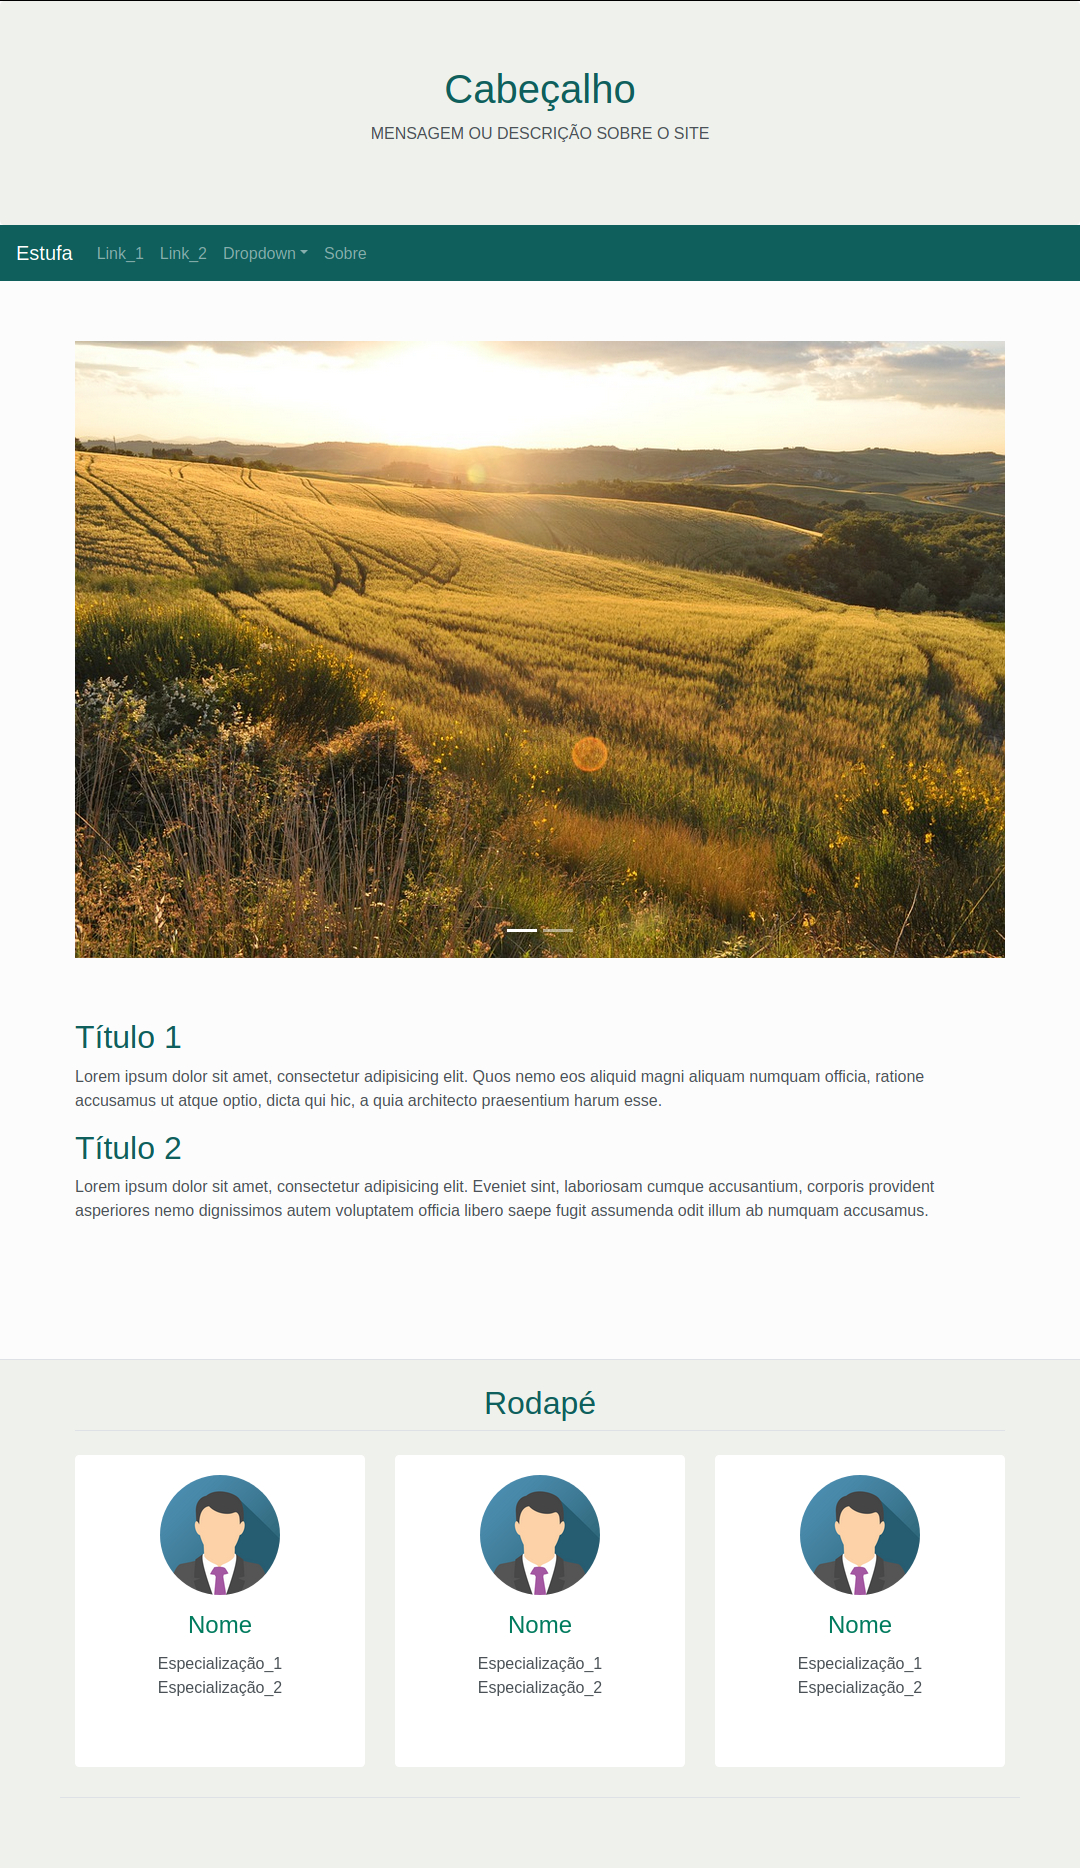 Cabeçalho
MENSAGEM OU DESCRIÇÃO SOBRE O SITE
Estufa Link_1 Link_2 Dropdown Sobre
Título 1
Lorem ipsum dolor sit amet, consectetur adipisicing elit. Quos nemo eos aliquid magni aliquam numquam officia, ratione
accusamus ut atque optio, dicta qui hic, a quia architecto praesentium harum esse.
Título 2
Lorem ipsum dolor sit amet, consectetur adipisicing elit. Eveniet sint, laboriosam cumque accusantium, corporis provident
asperiores nemo dignissimos autem voluptatem officia libero saepe fugit assumenda odit illum ab numquam accusamus.
Rodapé
Nome
Especialização_1
Especialização_2
Nome
Especialização_1
Especialização_2
Nome
Especialização_1
Especialização_2